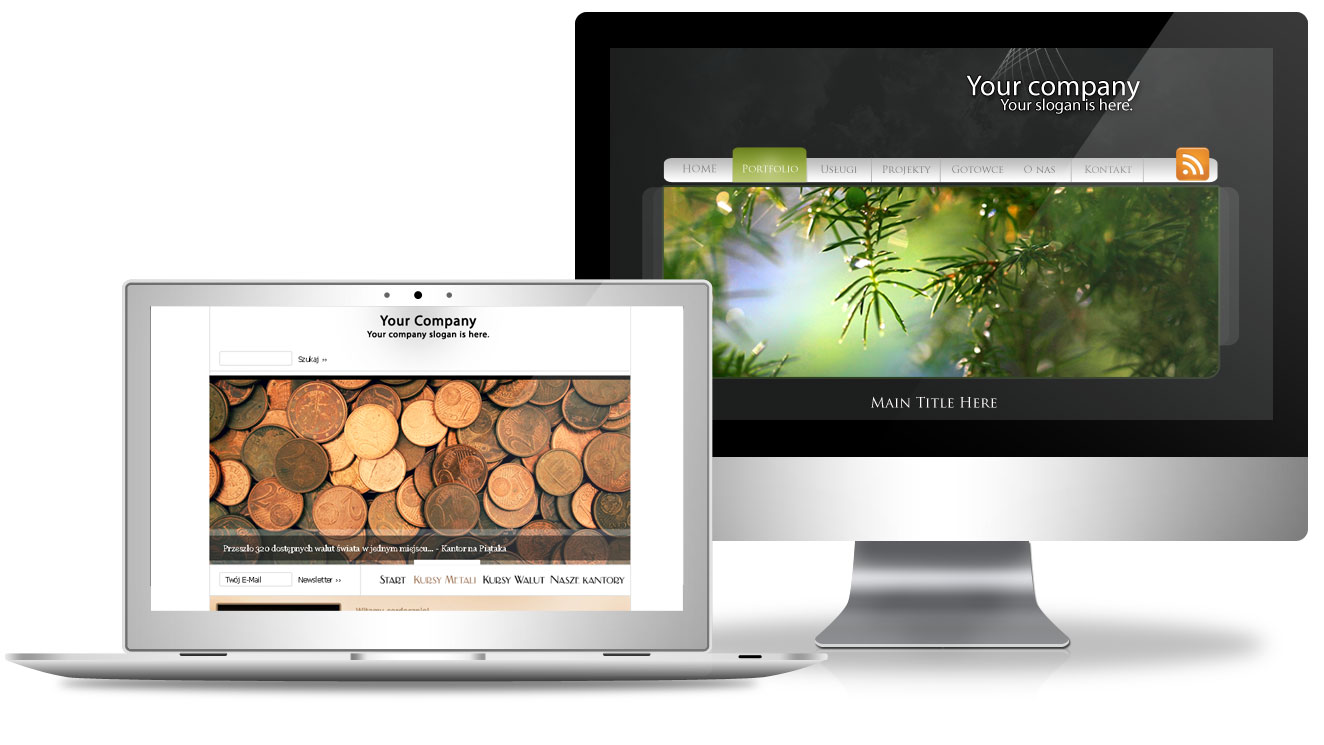 Your company
Your slogan is here.
HOME Portfolio Usługi Projekty Gotowce O nas Kontakt
Main Title Here
Your Company
Your company slogan is here.
Szukaj »
Przeszło 320 dostępnych walut świata w jednym miejscu... - Kantor na Piątaka
Twój E-Mail Newsletter » Start Kursy Metali Kursy Walut Nasze kantory